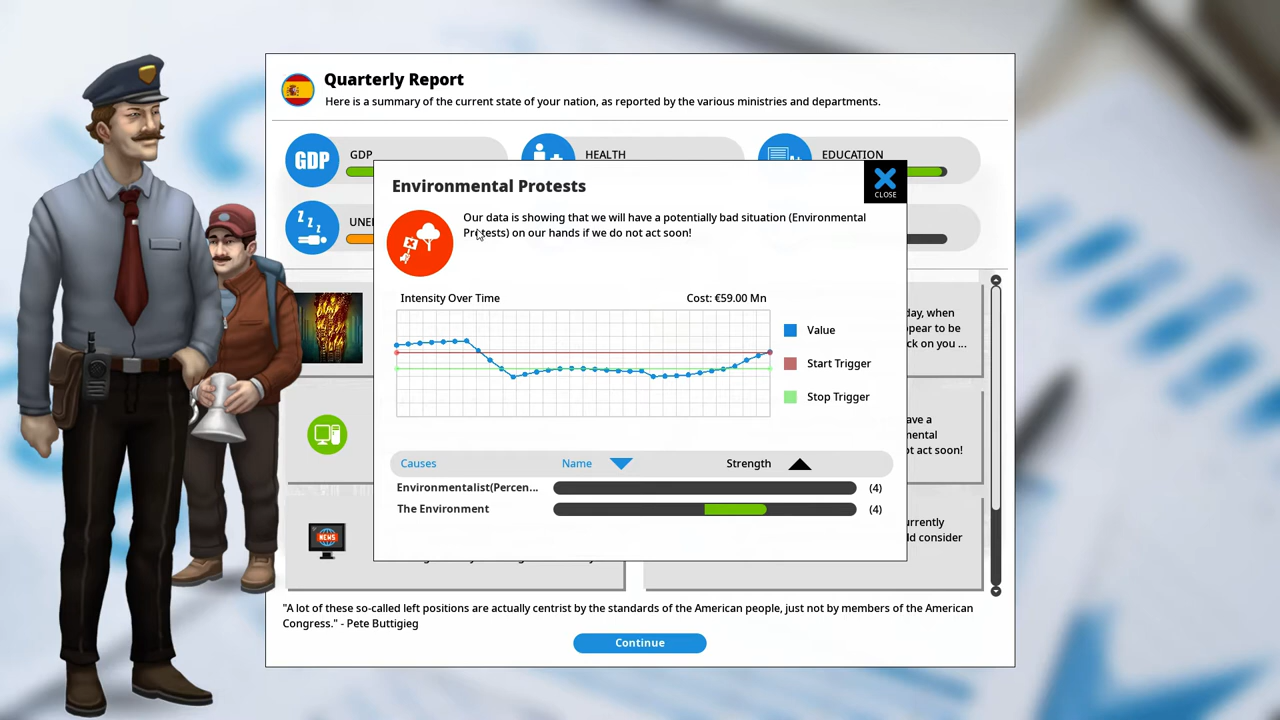 Quarterly Report
Here is a summary of the current state of your nation, as reported by the various ministries and departments.
GDP
GDP
HEALTH
EDUCATION
Z Z Z
UNE
Environmental Protests
CLOSE
Our data is showing that we will have a potentially bad situation (Environmental
Protests) on our hands if we do not act soon!
Intensity Over Time
Cost: €59.00 Mn
Value
Start Trigger
Stop Trigger
Causes
Name
Strength
Environmentalist(Percen...
(4)
The Environment
(4)
day, when
pear to be
ck on you ...
ave a
nmental
ot act soon!
NEWS
urrently
ld consider
"A lot of these so-called left positions are actually centrist by the standards of the American people, just not by members of the American
Congress." - Pete Buttigieg
Continue